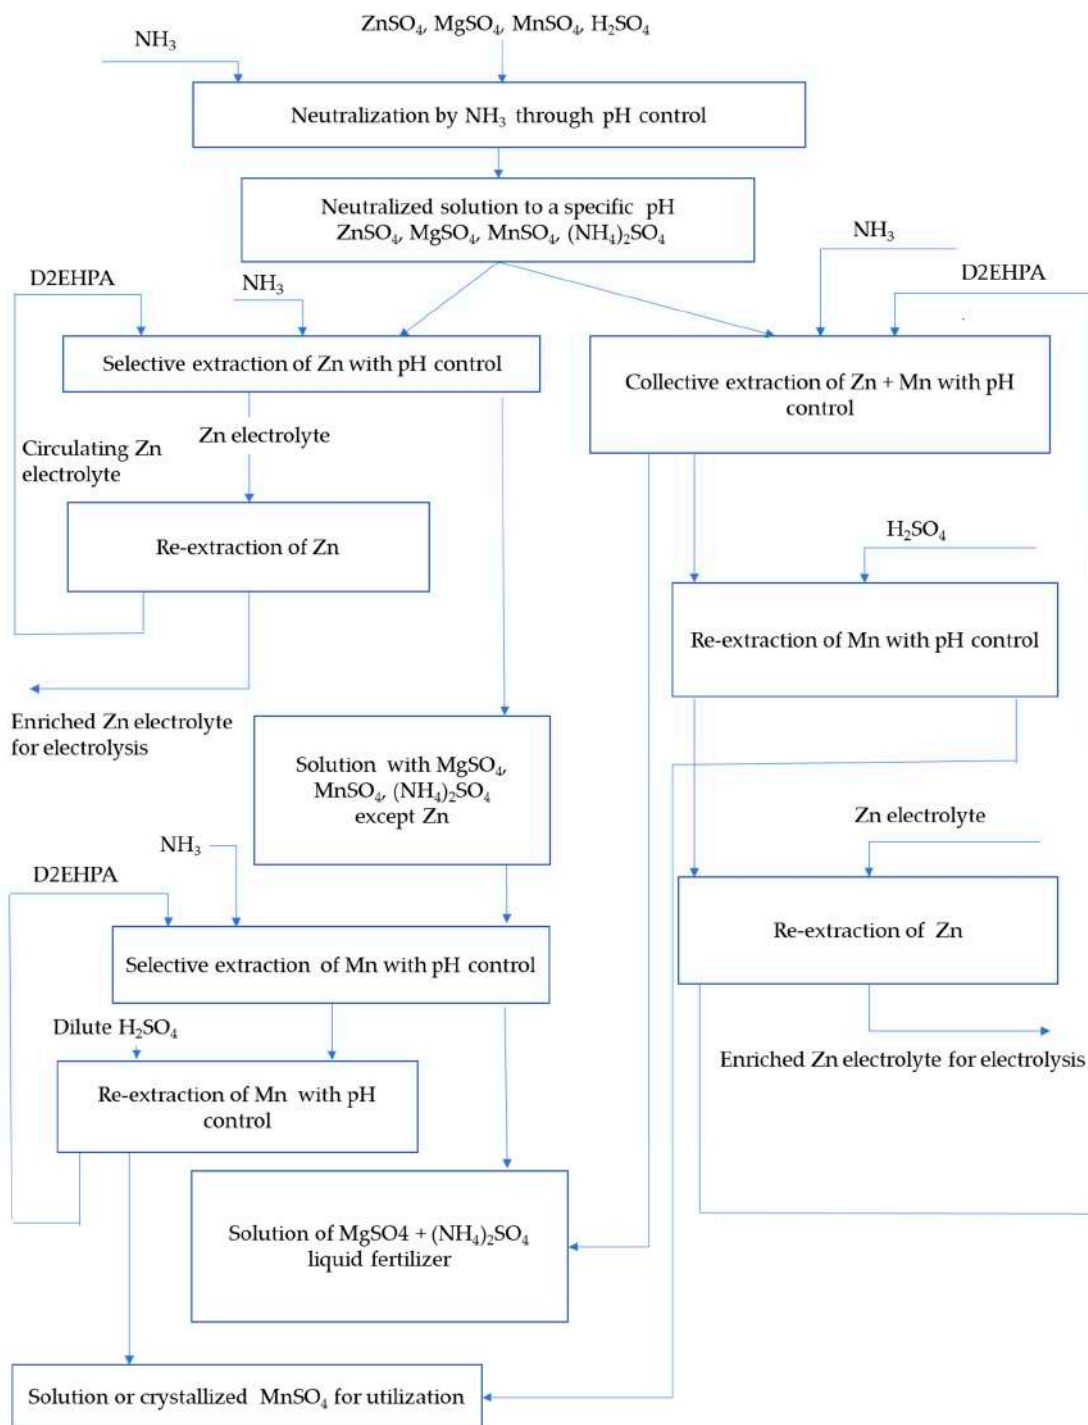 ZnSO₄, MgSO₄, MnSO₄, H₂SO₄
NH₃
Neutralization by NH₃ through pH control
Neutralized solution to a specific pH
ZnSO₄, MgSO₄, MnSO₄, (NH₄)₂SO₄
NH₃
D2EHPA
NH₃
D2EHPA
Selective extraction of Zn with pH control
Collective extraction of Zn + Mn with pH
control
Zn electrolyte
Circulating Zn
electrolyte
Re-extraction of Zn
H₂SO₄
Re-extraction of Mn with pH control
Enriched Zn electrolyte
for electrolysis
Solution with MgSO₄,
MnSO₄, (NH₄)₂SO₄
except Zn
Zn electrolyte
NH₃
D2EHPA
Re-extraction of Zn
Selective extraction of Mn with pH control
Dilute H₂SO₄
Enriched Zn electrolyte for electrolysis
Re-extraction of Mn with pH
control
Solution of MgSO4 + (NH₄)₂SO₄
liquid fertilizer
Solution or crystallized MnSO₄ for utilization